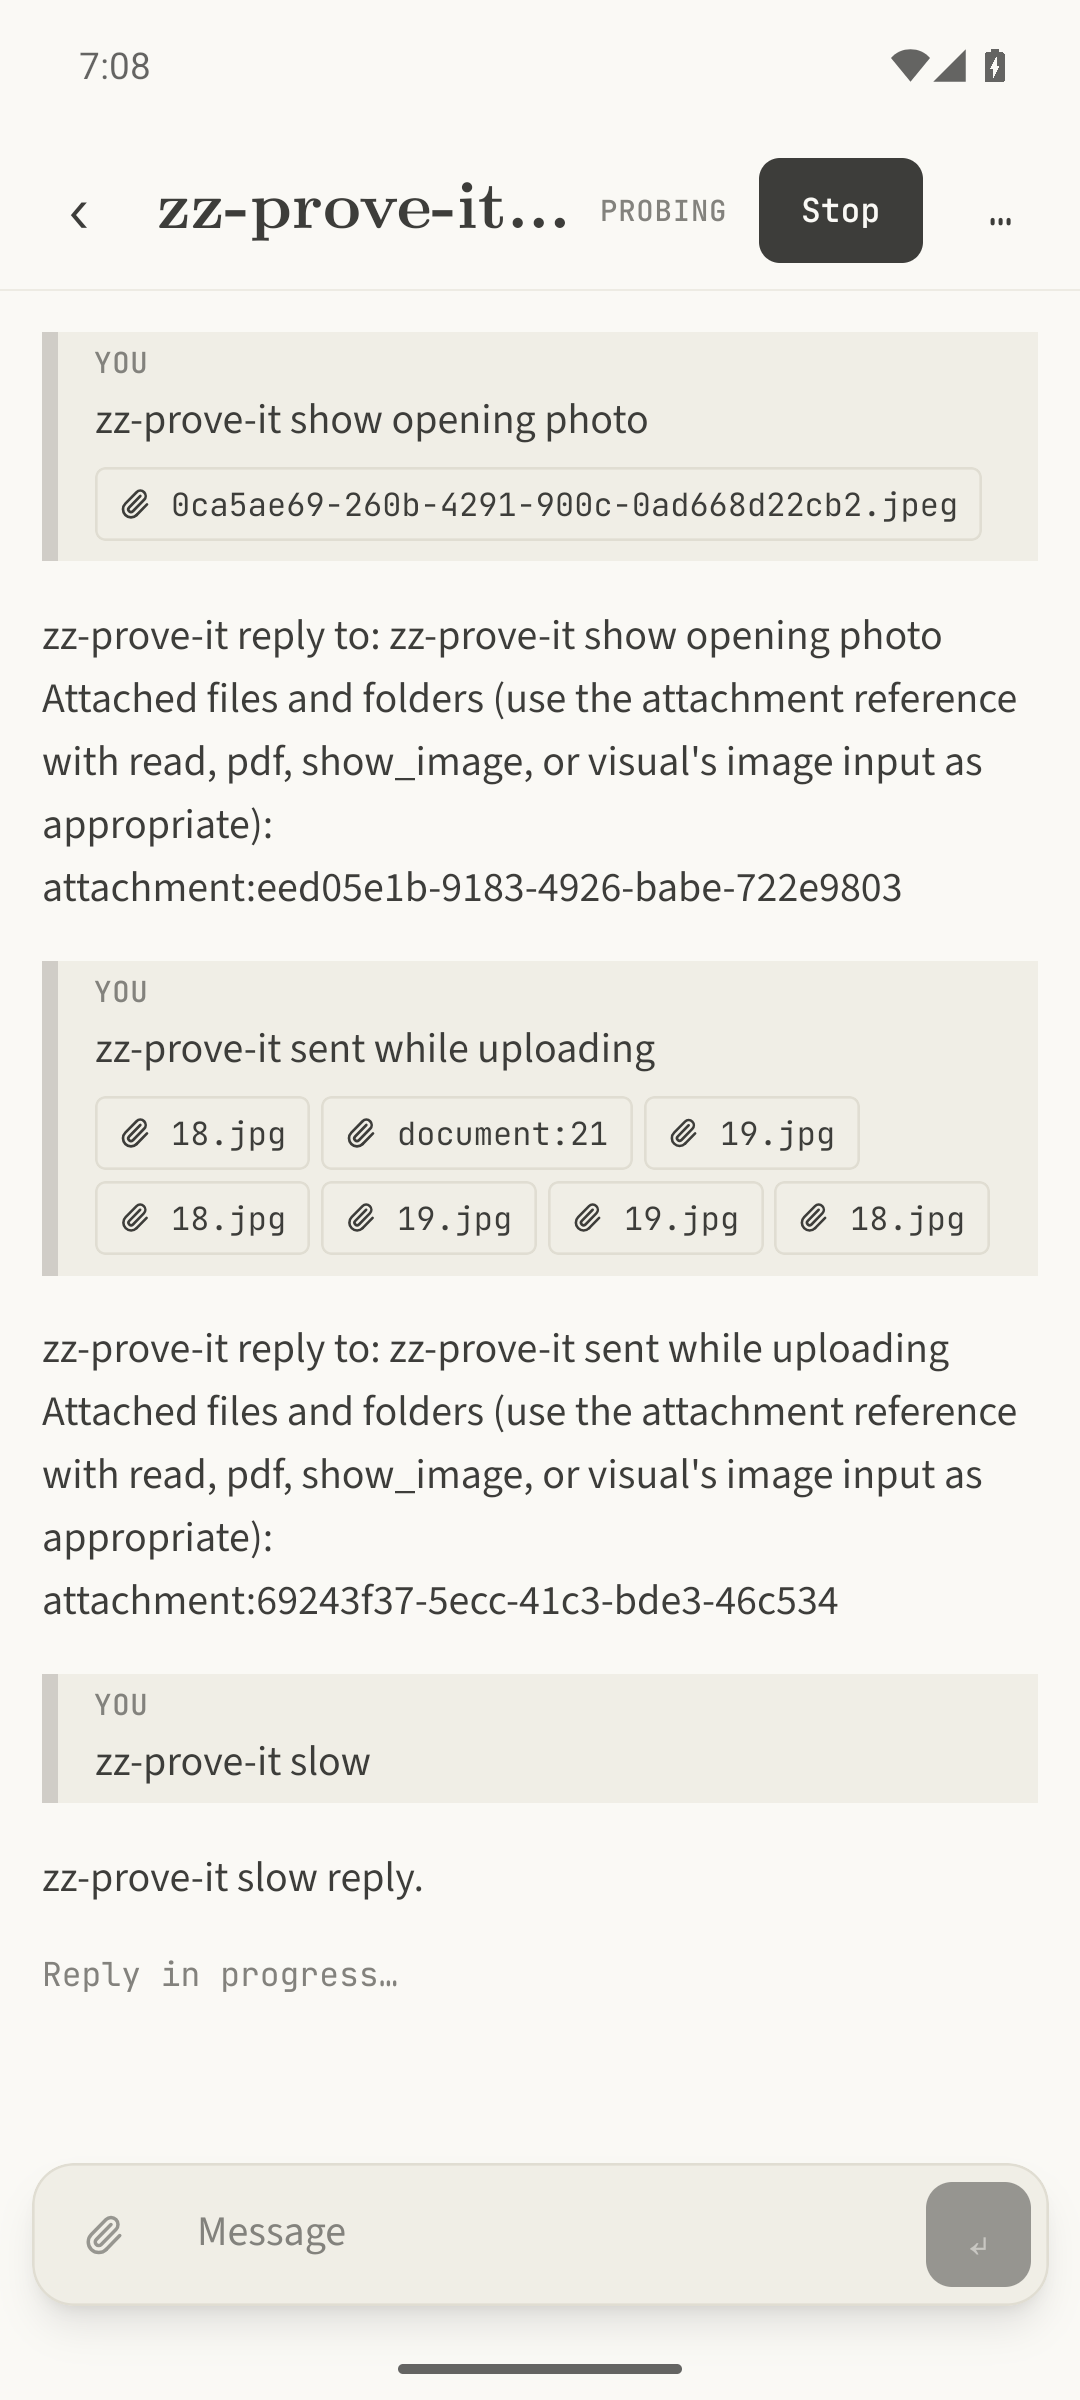 7:08
‹ zz-prove-it… PROBING Stop …
YOU
zz-prove-it show opening photo
0ca5ae69-260b-4291-900c-0ad668d22cb2.jpeg
zz-prove-it reply to: zz-prove-it show opening photo
Attached files and folders (use the attachment reference
with read, pdf, show_image, or visual's image input as
appropriate):
attachment:eed05e1b-9183-4926-babe-722e9803
YOU
zz-prove-it sent while uploading
18.jpg document:21 19.jpg
18.jpg 19.jpg 19.jpg 18.jpg
zz-prove-it reply to: zz-prove-it sent while uploading
Attached files and folders (use the attachment reference
with read, pdf, show_image, or visual's image input as
appropriate):
attachment:69243f37-5ecc-41c3-bde3-46c534
YOU
zz-prove-it slow
zz-prove-it slow reply.
Reply in progress…
Message